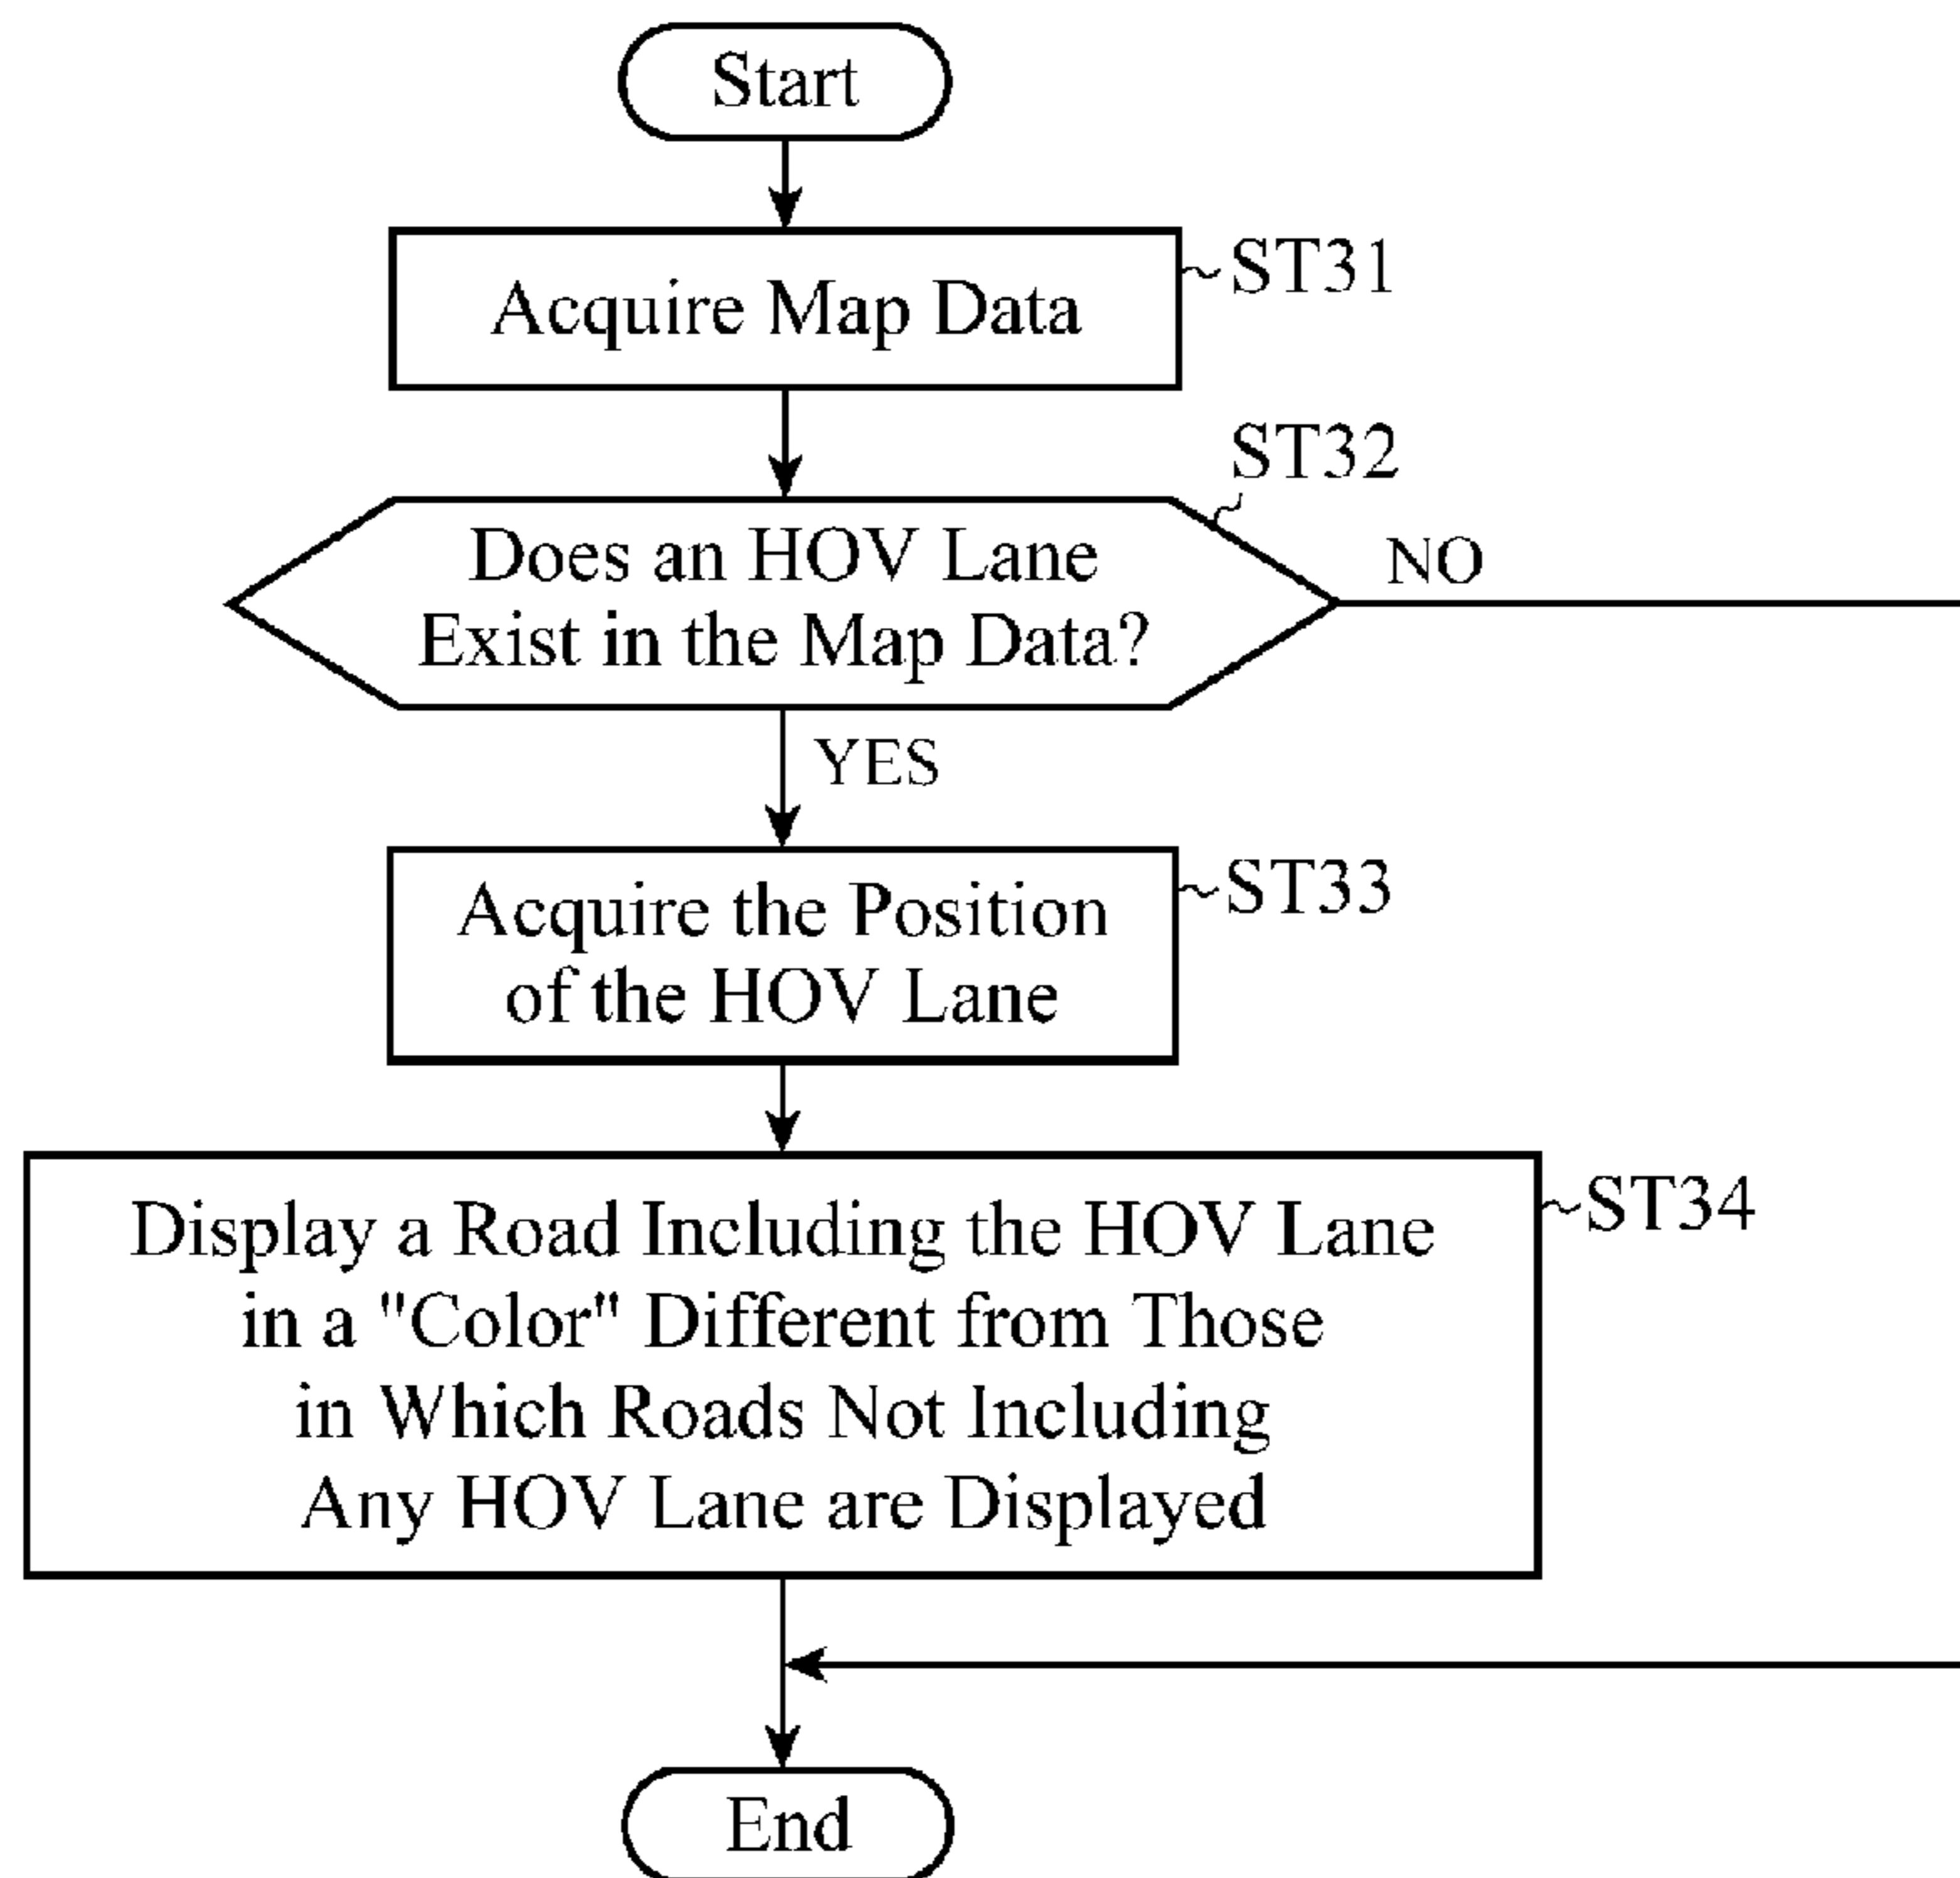 Start
Acquire Map Data
~ST31
ST32
Does an HOV Lane
Exist in the Map Data?
NO
YES
Acquire the Position
of the HOV Lane
~ST33
Display a Road Including the HOV Lane
in a "Color" Different from Those
in Which Roads Not Including
Any HOV Lane are Displayed
~ST34
End